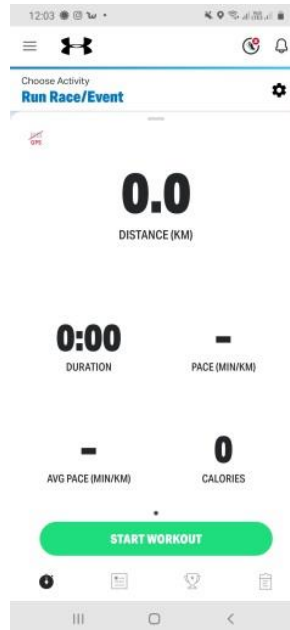 12:03
Choose Activity
Run Race/Event
GPS
0.0
DISTANCE (KM)
0:00
-
DURATION
PACE (MIN/KM)
-
0
AVG PACE (MIN/KM)
CALORIES
START WORKOUT